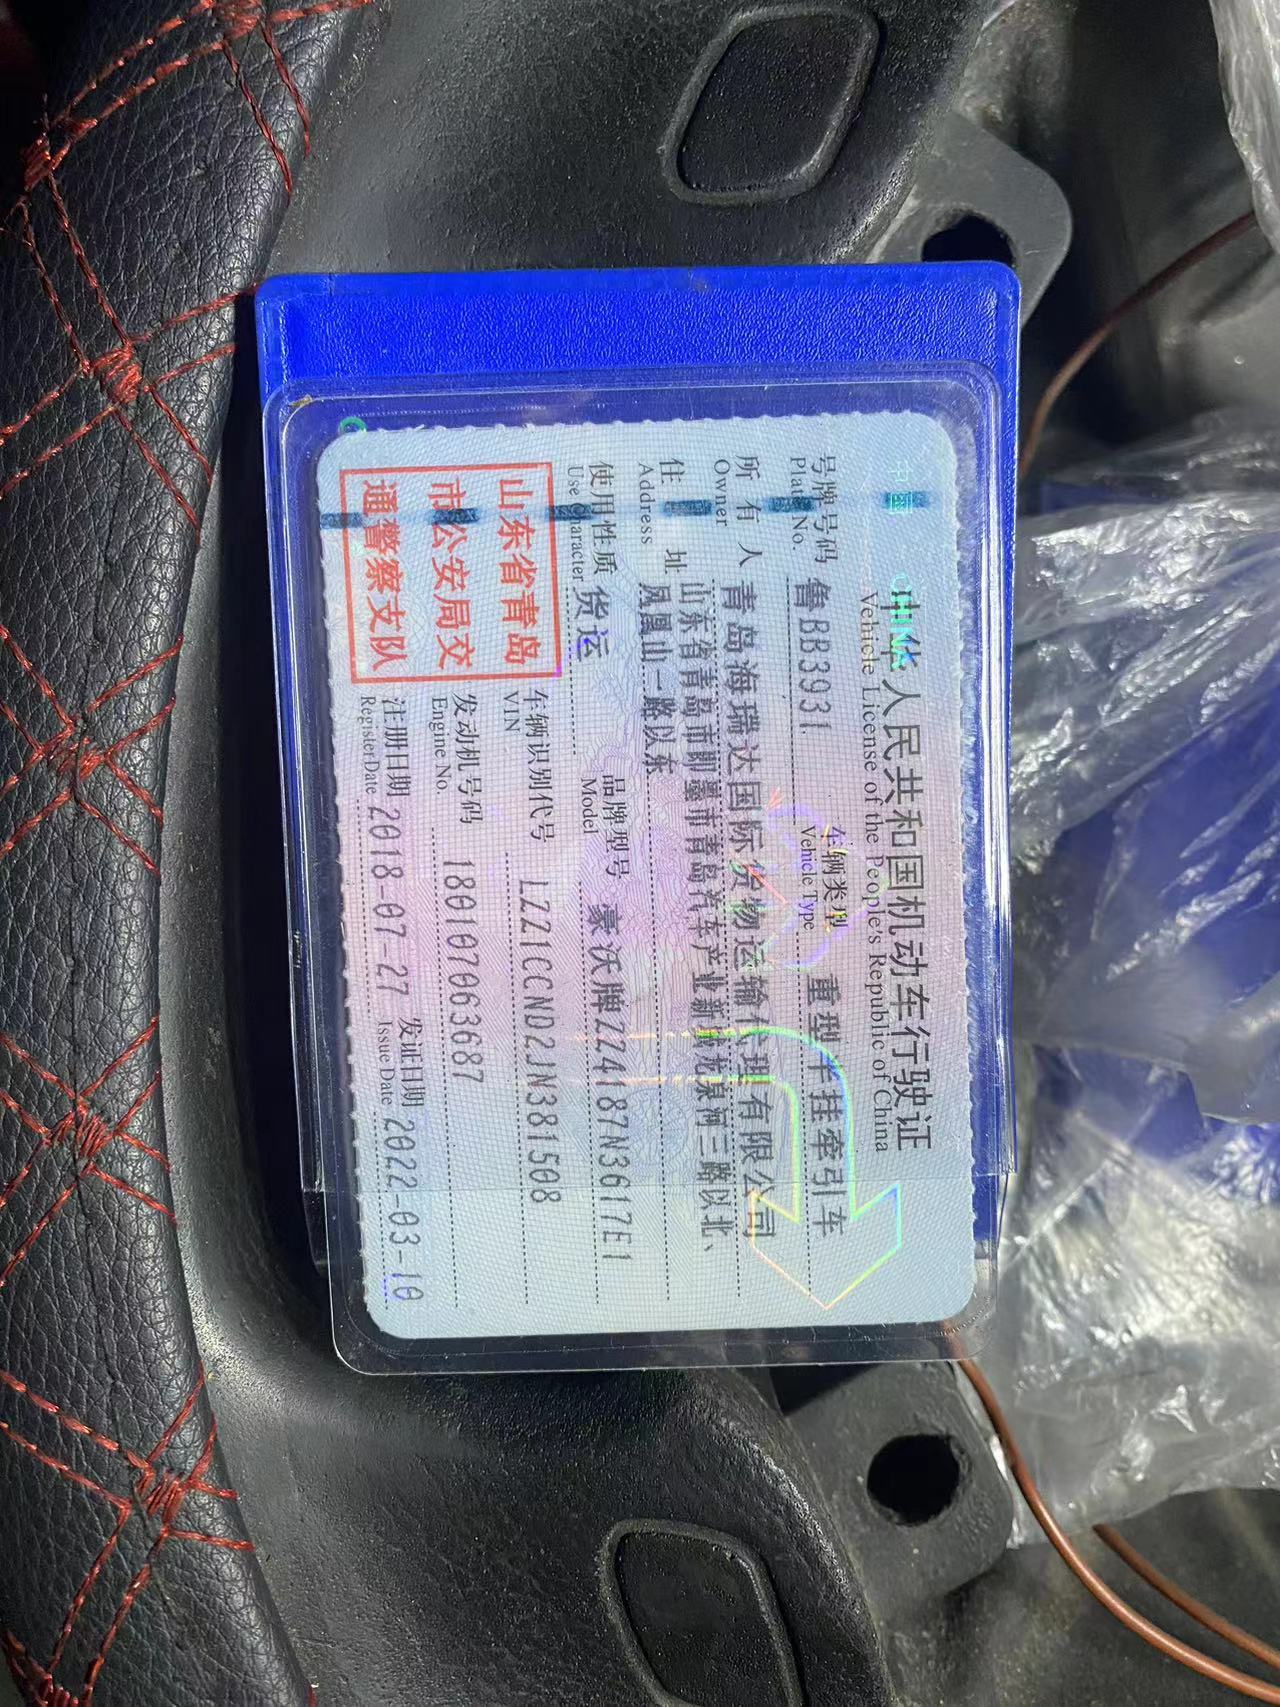 中国 CHINA
中华人民共和国机动车行驶证
Vehicle License of the People's Republic of China
号牌号码 鲁BB3931 车辆类型 重型半挂牵引车
Plate No. Vehicle Type
所有人 青岛海瑞达国际货物运输代理有限公司
Owner
住址 山东省青岛市即墨市青岛汽车产业新城龙泉河三路以北、
Address 凤凰山一路以东
使用性质 货运 品牌型号 豪沃牌ZZ4187N3617E1
Use Character Model
山东省青岛
市公安局交
通警察支队
车辆识别代号 LZZ1CCND2JN381508
VIN
发动机号码 180107063687
Engine No.
注册日期 2018-07-27 发证日期 2022-03-10
Register Date Issue Date